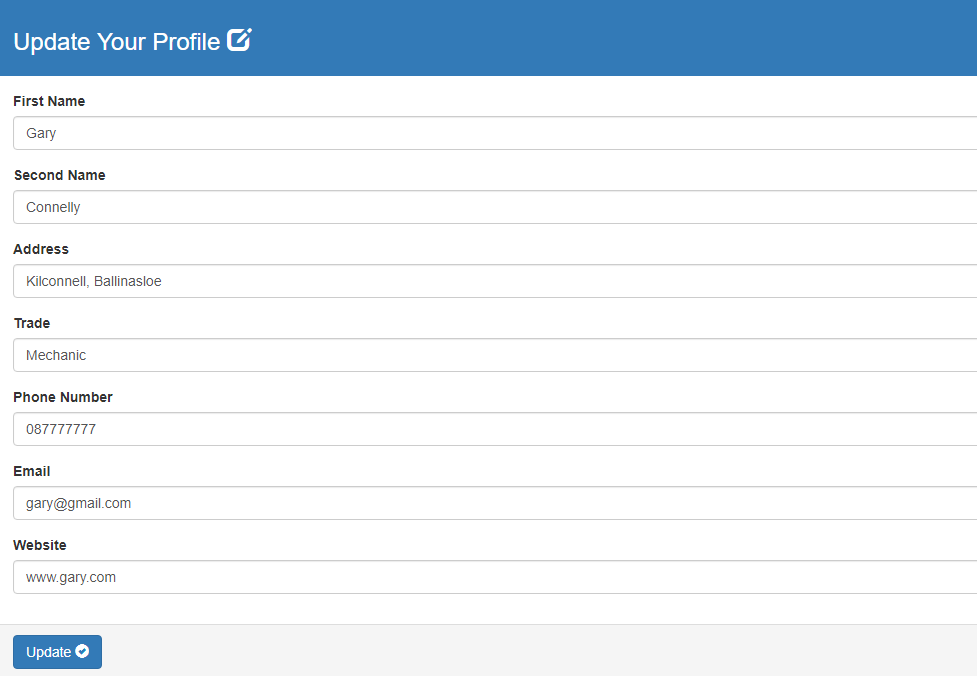 Update Your Profile
First Name
Gary
Second Name
Connelly
Address
Kilconnell, Ballinasloe
Trade
Mechanic
Phone Number
087777777
Email
gary@gmail.com
Website
www.gary.com
Update